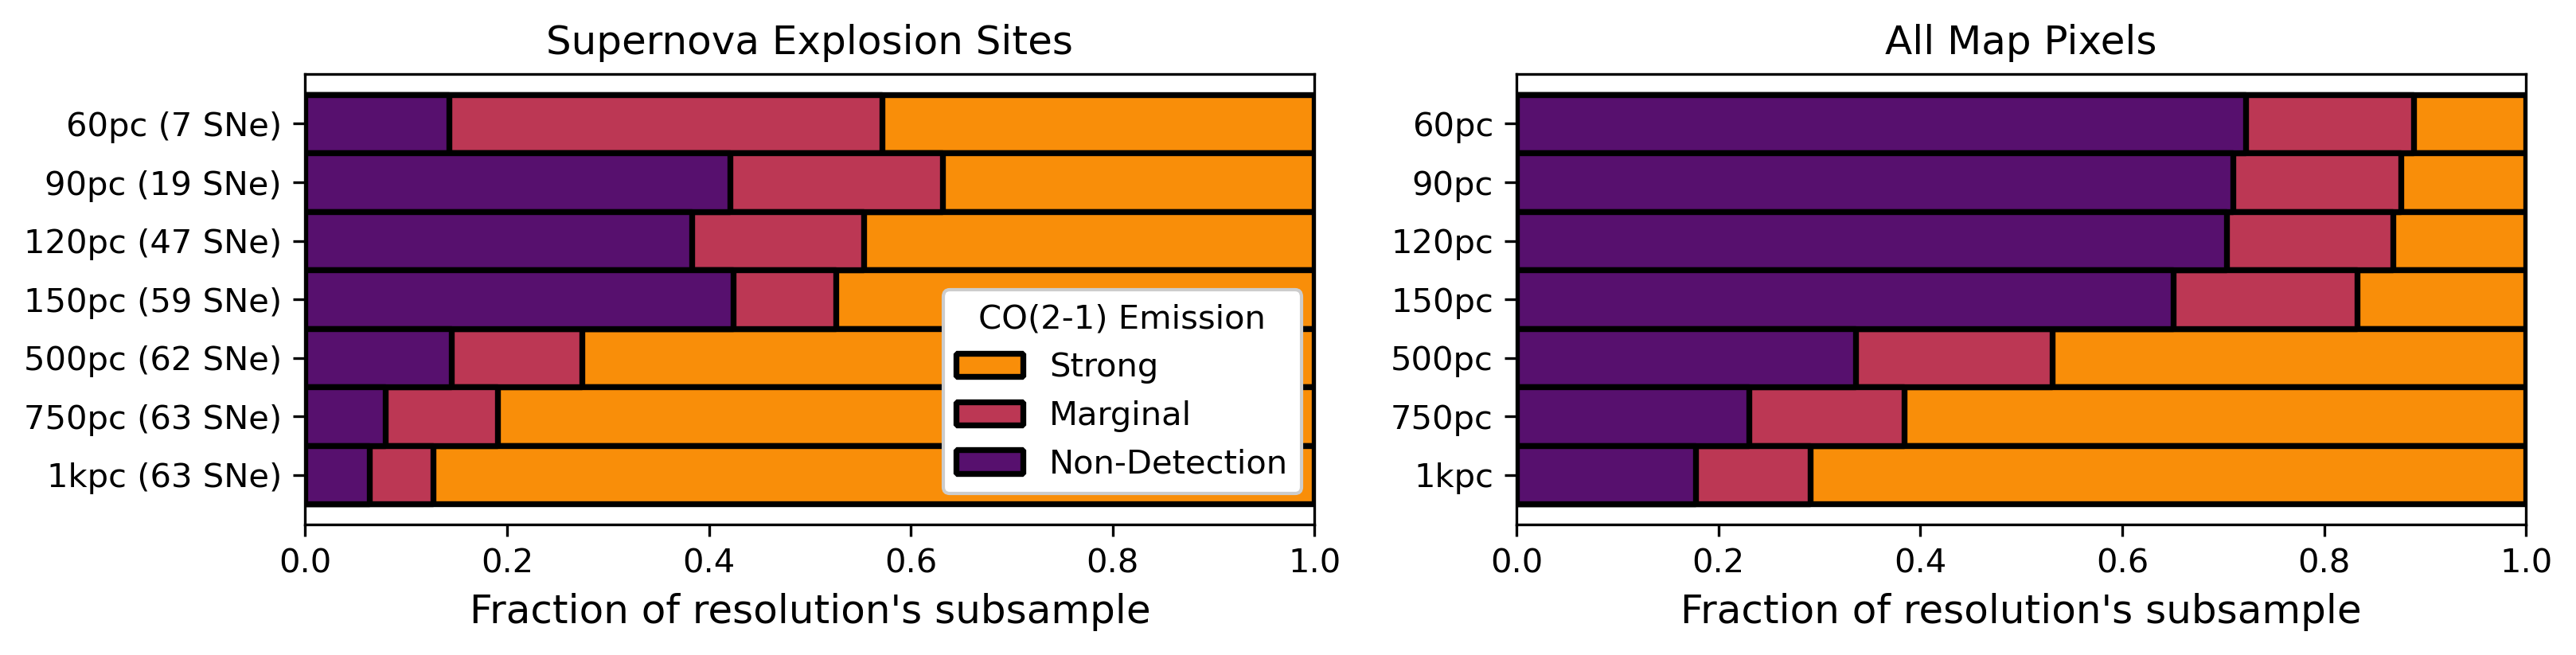 Supernova Explosion Sites
60pc (7 SNe)
90pc (19 SNe)
120pc (47 SNe)
150pc (59 SNe)
500pc (62 SNe)
750pc (63 SNe)
1kpc (63 SNe)
CO(2-1) Emission
Strong
Marginal
Non-Detection
0.0 0.2 0.4 0.6 0.8 1.0
Fraction of resolution's subsample
All Map Pixels
60pc
90pc
120pc
150pc
500pc
750pc
1kpc
0.0 0.2 0.4 0.6 0.8 1.0
Fraction of resolution's subsample